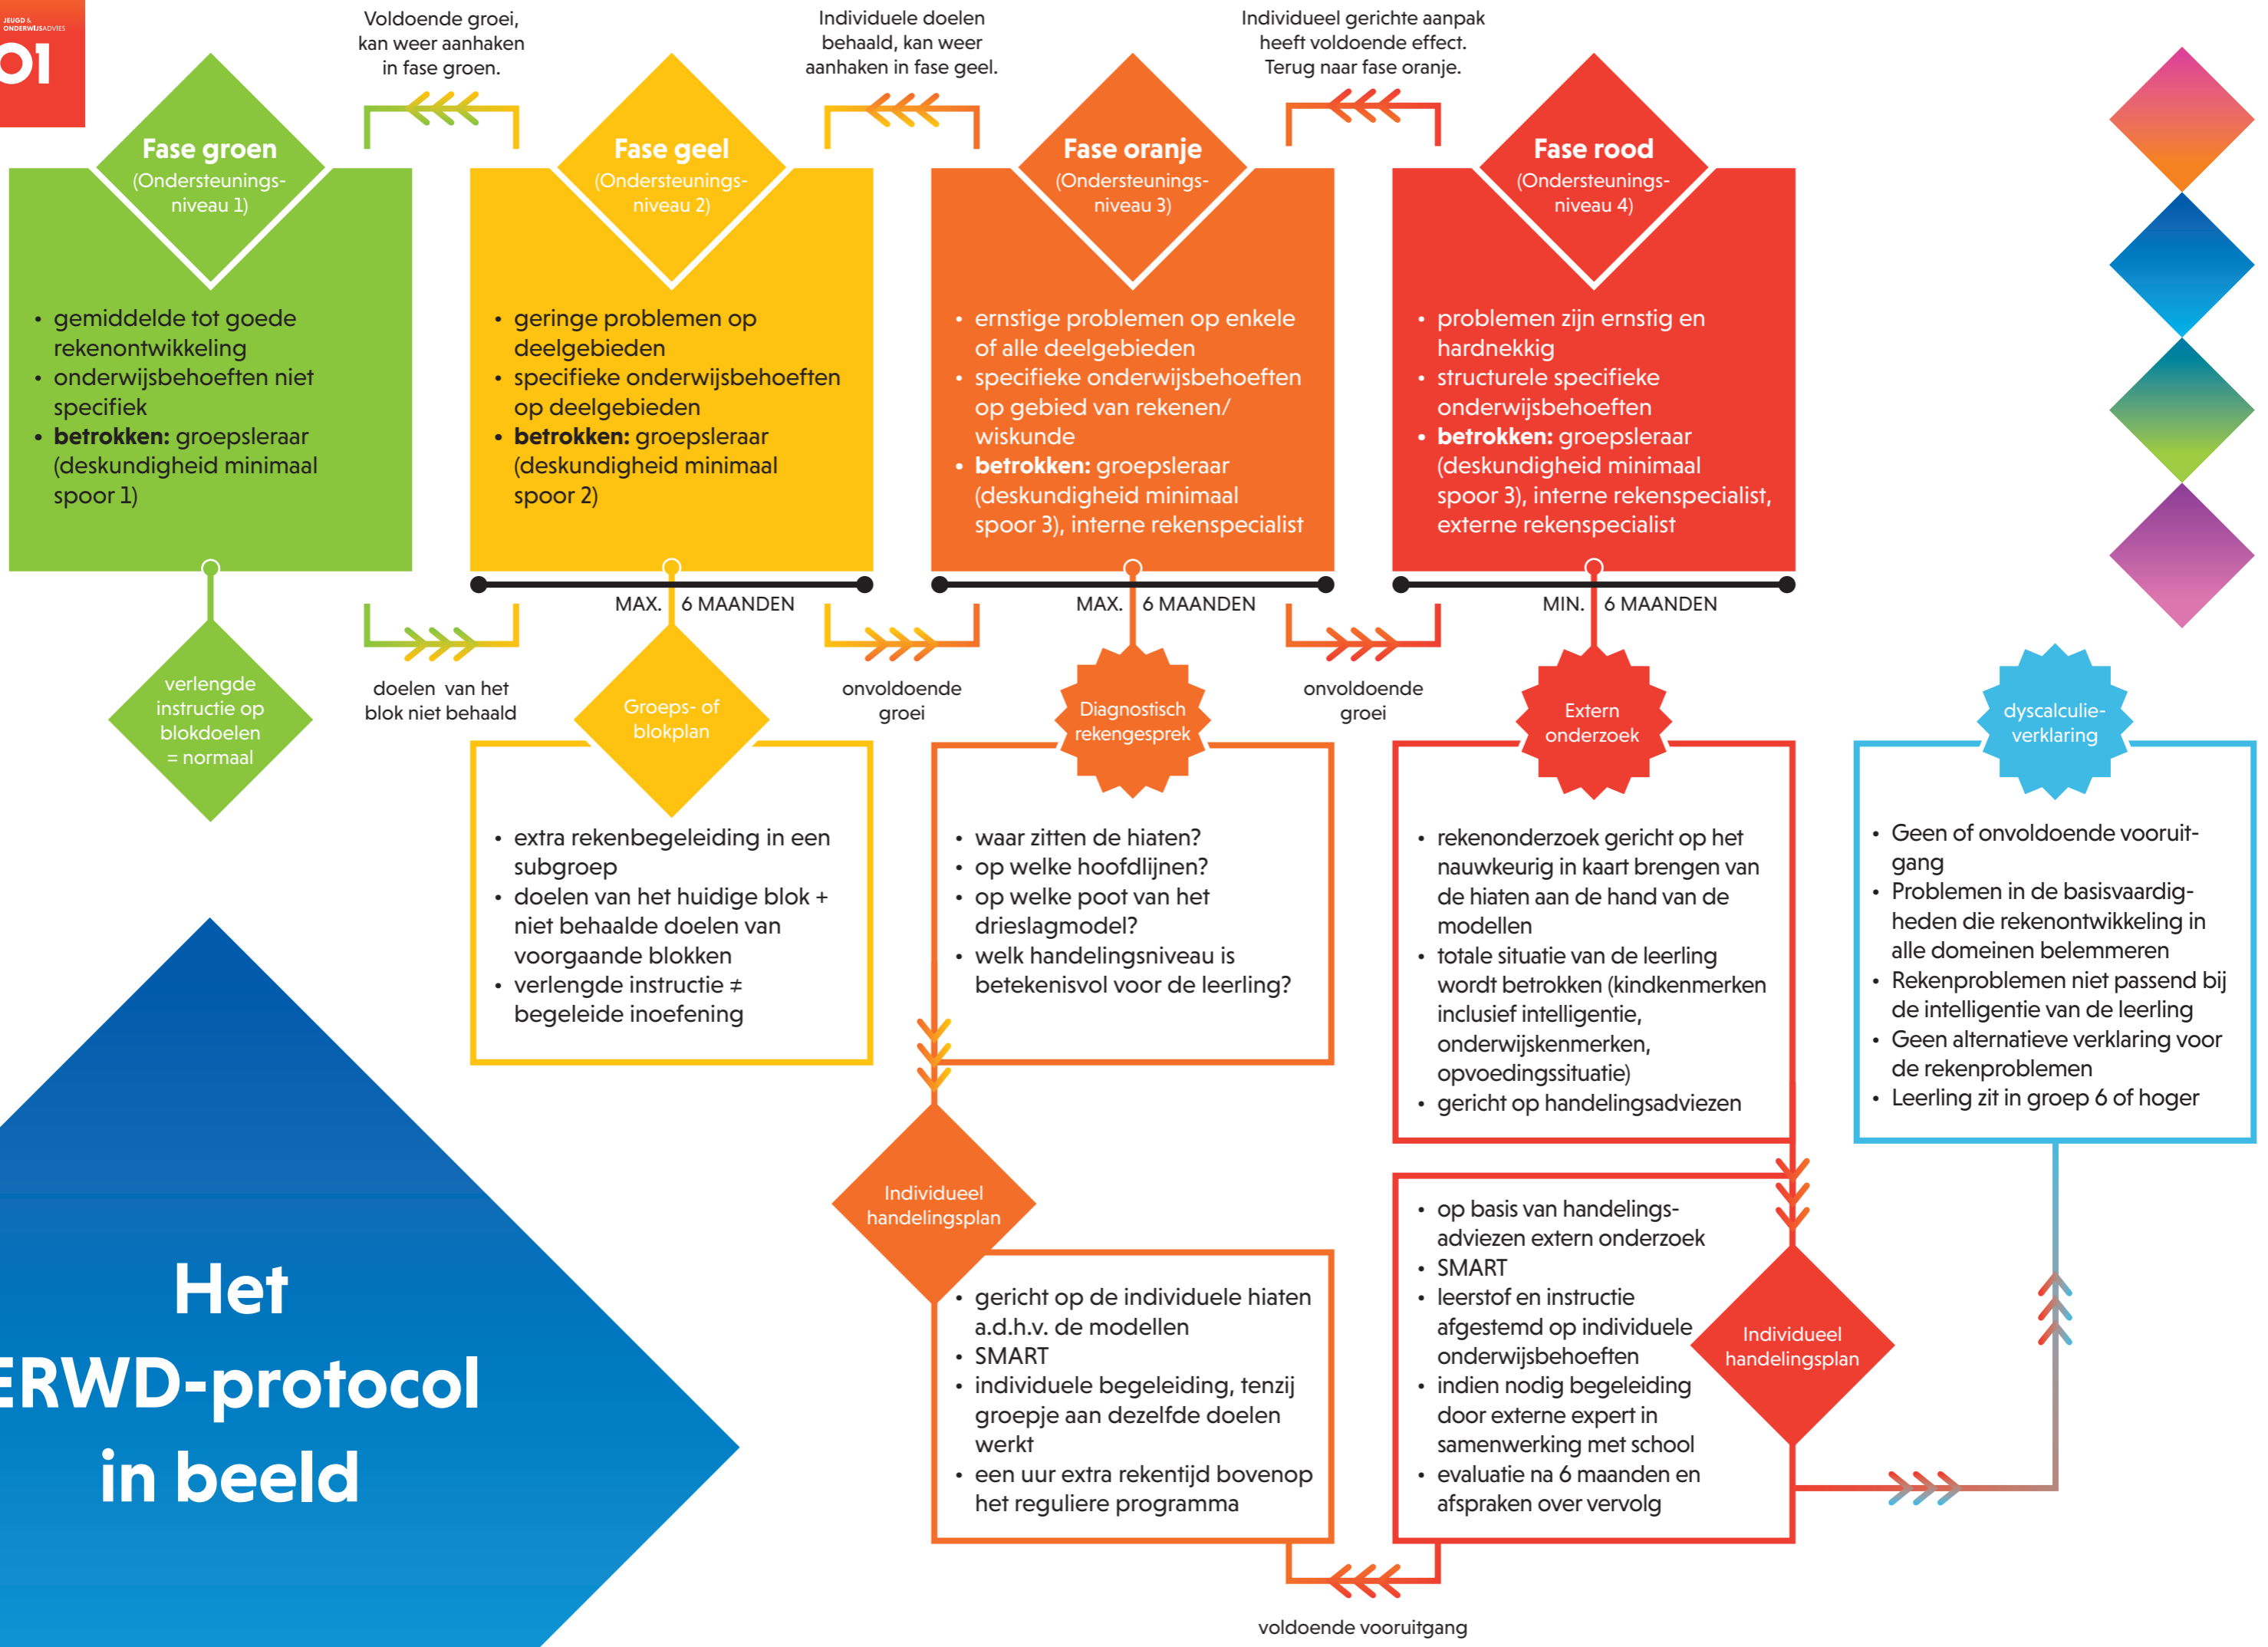 JEUGD &
ONDERWIJSADVIES
01
Voldoende groei,
kan weer aanhaken
in fase groen.
Individuele doelen
behaald, kan weer
aanhaken in fase geel.
Individueel gerichte aanpak
heeft voldoende effect.
Terug naar fase oranje.
Fase groen
(Ondersteunings-
niveau 1)
• gemiddelde tot goede
rekenontwikkeling
• onderwijsbehoeften niet
specifiek
• betrokken: groepsleraar
(deskundigheid minimaal
spoor 1)
Fase geel
(Ondersteunings-
niveau 2)
• geringe problemen op
deelgebieden
• specifieke onderwijsbehoeften
op deelgebieden
• betrokken: groepsleraar
(deskundigheid minimaal
spoor 2)
Fase oranje
(Ondersteunings-
niveau 3)
• ernstige problemen op enkele
of alle deelgebieden
• specifieke onderwijsbehoeften
op gebied van rekenen/
wiskunde
• betrokken: groepsleraar
(deskundigheid minimaal
spoor 3), interne rekenspecialist
Fase rood
(Ondersteunings-
niveau 4)
• problemen zijn ernstig en
hardnekkig
• structurele specifieke
onderwijsbehoeften
• betrokken: groepsleraar
(deskundigheid minimaal
spoor 3), interne rekenspecialist,
externe rekenspecialist
MAX. 6 MAANDEN
MAX. 6 MAANDEN
MIN. 6 MAANDEN
verlengde
instructie op
blokdoelen
= normaal
doelen van het
blok niet behaald
Groeps- of
blokplan
onvoldoende
groei
Diagnostisch
rekengesprek
onvoldoende
groei
Extern
onderzoek
dyscalculie-
verklaring
• extra rekenbegeleiding in een
subgroep
• doelen van het huidige blok +
niet behaalde doelen van
voorgaande blokken
• verlengde instructie ≠
begeleide inoefening
• waar zitten de hiaten?
• op welke hoofdlijnen?
• op welke poot van het
drieslagmodel?
• welk handelingsniveau is
betekenisvol voor de leerling?
• rekenonderzoek gericht op het
nauwkeurig in kaart brengen van
de hiaten aan de hand van de
modellen
• totale situatie van de leerling
wordt betrokken (kindkenmerken
inclusief intelligentie,
onderwijskenmerken,
opvoedingssituatie)
• gericht op handelingsadviezen
• Geen of onvoldoende vooruit-
gang
• Problemen in de basisvaardig-
heden die rekenontwikkeling in
alle domeinen belemmeren
• Rekenproblemen niet passend bij
de intelligentie van de leerling
• Geen alternatieve verklaring voor
de rekenproblemen
• Leerling zit in groep 6 of hoger
Individueel
handelingsplan
• gericht op de individuele hiaten
a.d.h.v. de modellen
• SMART
• individuele begeleiding, tenzij
groepje aan dezelfde doelen
werkt
• een uur extra rekentijd bovenop
het reguliere programma
• op basis van handelings-
adviezen extern onderzoek
• SMART
• leerstof en instructie
afgestemd op individuele
onderwijsbehoeften
• indien nodig begeleiding
door externe expert in
samenwerking met school
• evaluatie na 6 maanden en
afspraken over vervolg
Individueel
handelingsplan
voldoende vooruitgang
Het
ERWD-protocol
in beeld